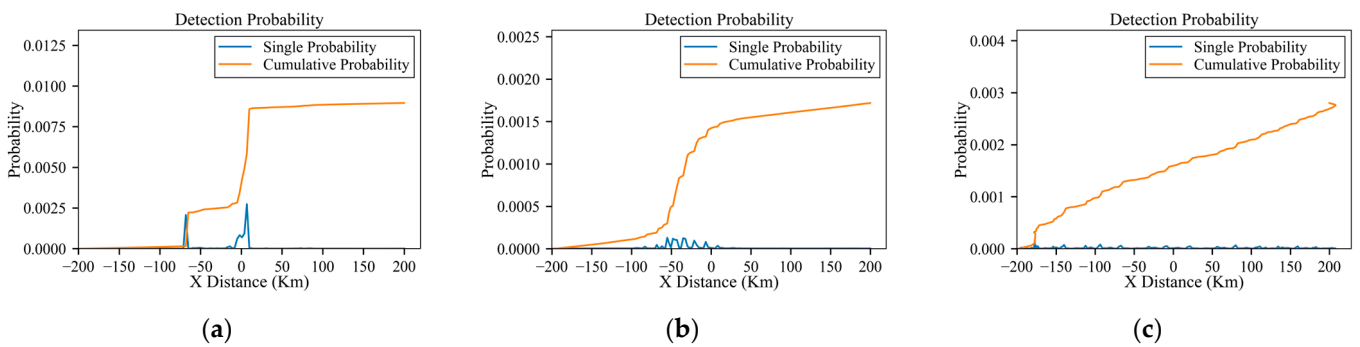 Detection Probability
0.0125
0.0100
0.0075
0.0050
0.0025
0.0000
Probability
Single Probability
Cumulative Probability
−200 −150 −100 −50 0 50 100 150 200
X Distance (Km)
(a)
Detection Probability
0.0025
0.0020
0.0015
0.0010
0.0005
0.0000
Probability
Single Probability
Cumulative Probability
−200 −150 −100 −50 0 50 100 150 200
X Distance (Km)
(b)
Detection Probability
0.004
0.003
0.002
0.001
0.000
Probability
Single Probability
Cumulative Probability
−200 −150 −100 −50 0 50 100 150 200
X Distance (Km)
(c)